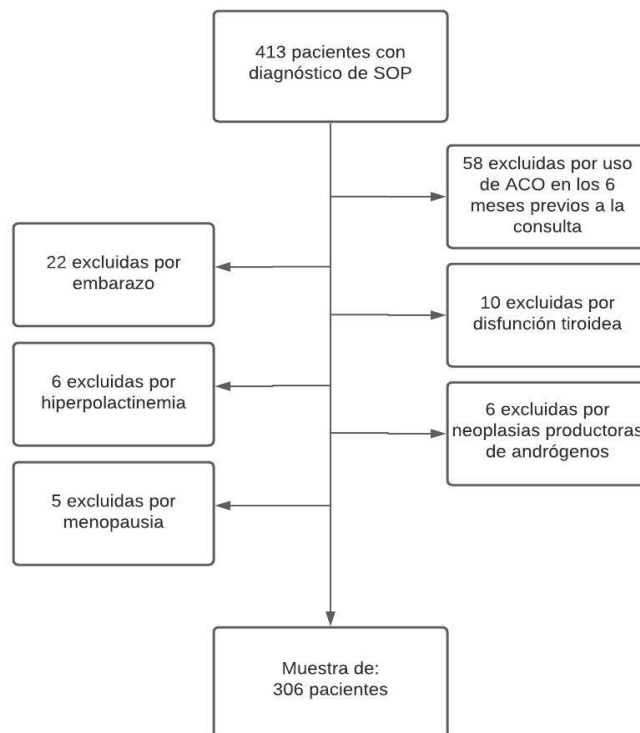 413 pacientes con
diagnóstico de SOP
58 excluidas por uso
de ACO en los 6
meses previos a la
consulta
22 excluidas por
embarazo
10 excluidas por
disfunción tiroidea
6 excluidas por
hiperpolactinemia
6 excluidas por
neoplasias productoras
de andrógenos
5 excluidas por
menopausia
Muestra de:
306 pacientes